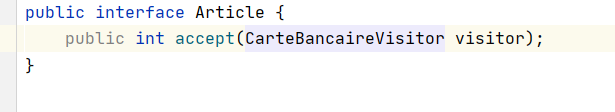 public interface Article {
public int accept(CarteBancaireVisitor visitor);
}